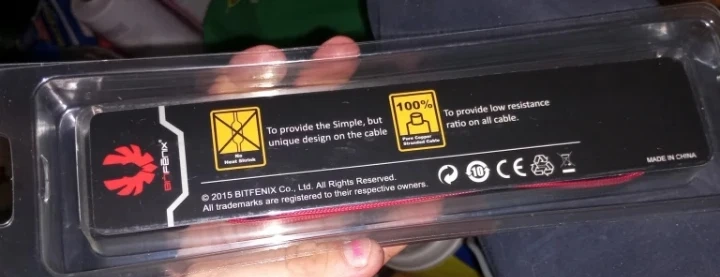 BITFENIX®
No
Heat Shrink
To provide the Simple, but
unique design on the cable
100%
Pure Copper
Stranded Cable
To provide low resistance
ratio on all cable.
© 2015 BITFENIX Co., Ltd. All Rights Reserved.
All trademarks are registered to their respective owners.
10
CE
MADE IN CHINA